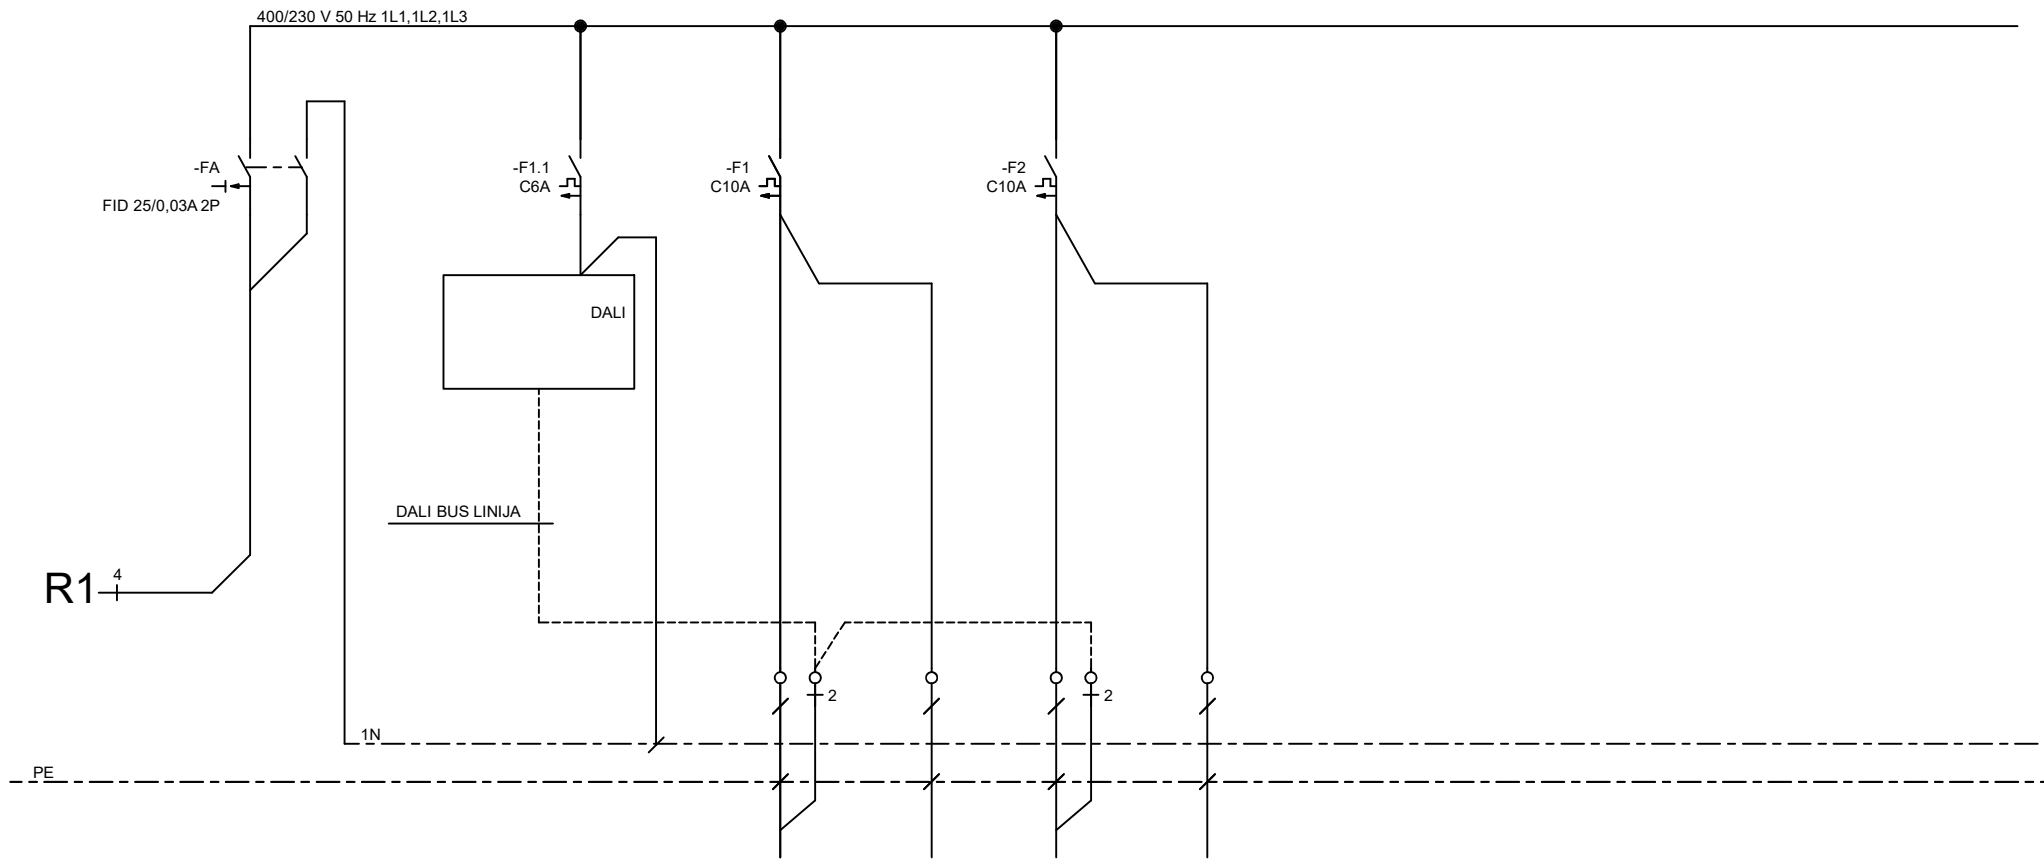 400/230 V 50 Hz 1L1,1L2,1L3
-FA
FID 25/0,03A 2P
-F1.1
C6A
-F1
C10A
-F2
C10A
DALI
DALI BUS LINIJA
R1
4
2
2
1N
PE